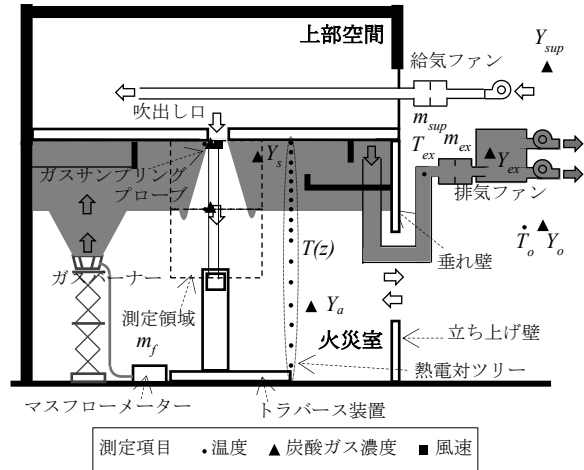 上部空間
Y_sup
給気ファン
吹出し口
m_sup
m_ex
T_ex
Y_s
Y_ex
ガスサンプリング
プローブ
排気ファン
T_o
Y_o
T(z)
垂れ壁
ガスバーナー
測定領域
Y_a
m_f
火災室
立ち上げ壁
熱電対ツリー
マスフローメーター
トラバース装置
測定項目 •温度 ▲炭酸ガス濃度 ■風速